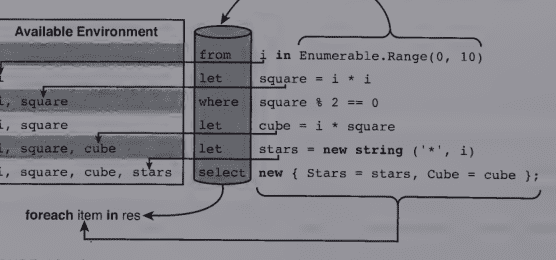 Available Environment
from i in Enumerable.Range(0, 10)
i let square = i * i
i, square where square % 2 == 0
i, square let cube = i * square
i, square, cube let stars = new string ('*', i)
i, square, cube, stars select new { Stars = stars, Cube = cube };
foreach item in res